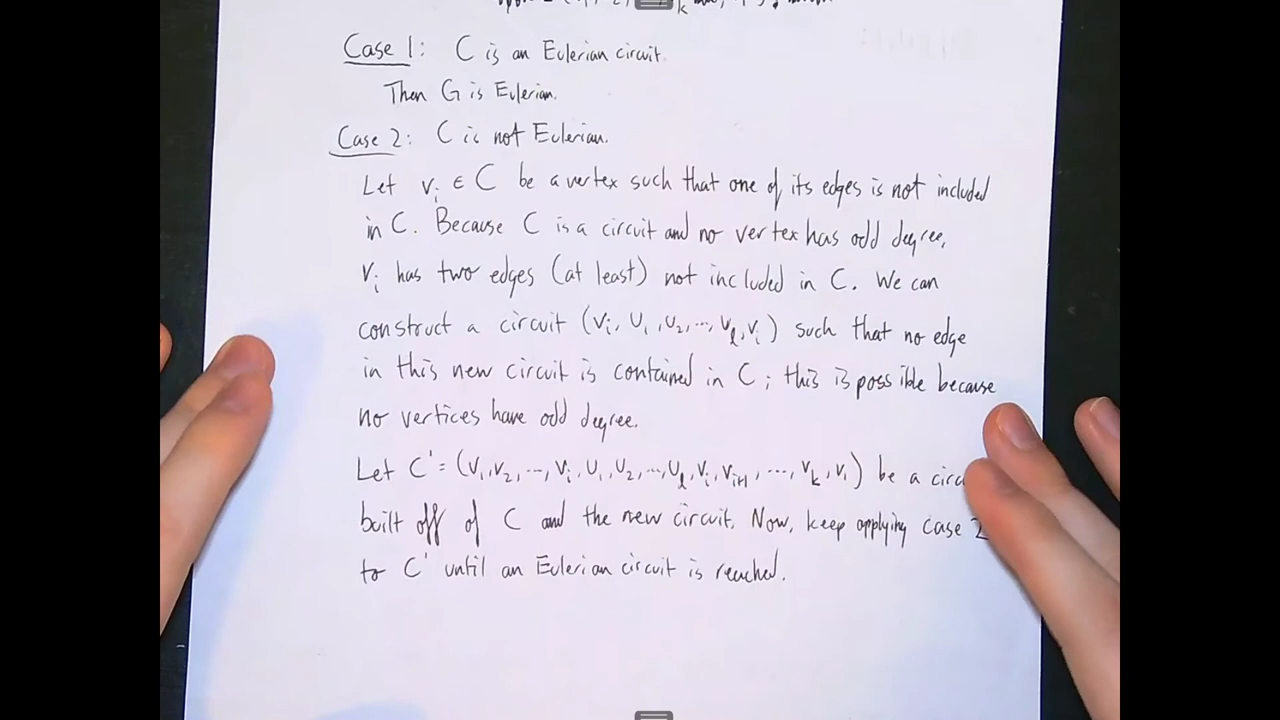 Case 1: C is an Eulerian circuit.
Then G is Eulerian.
Case 2: C is not Eulerian.
Let vᵢ ∈ C be a vertex such that one of its edges is not included
in C. Because C is a circuit and no vertex has odd degree,
vᵢ has two edges (at least) not included in C. We can
construct a circuit (vᵢ, u₁, u₂, ..., uₗ, vᵢ) such that no edge
in this new circuit is contained in C; this is possible because
no vertices have odd degree.
Let C' = (v₁, v₂, ..., vᵢ, u₁, u₂, ..., uₗ, vᵢ, vᵢ₊₁, ..., vₖ, v₁) be a circ
built off of C and the new circuit. Now, keep applying case 2
to C' until an Eulerian circuit is reached.